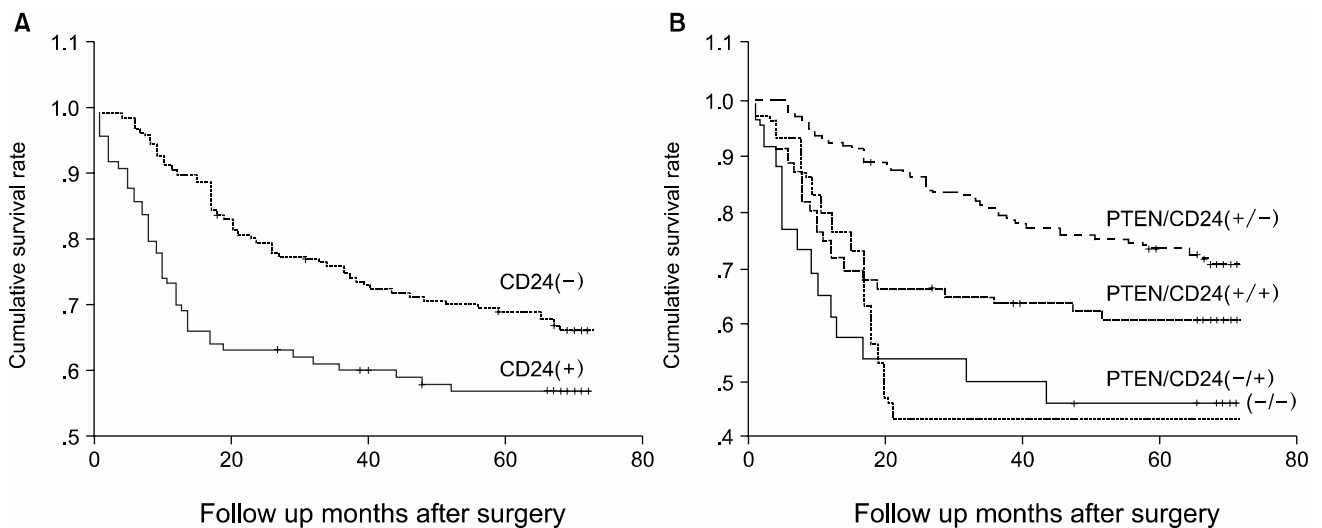 A
1.1
1.0
.9
.8
.7
.6
.5
0
20
40
60
80
Cumulative survival rate
Follow up months after surgery
CD24(-)
CD24(+)
B
1.1
1.0
.9
.8
.7
.6
.5
.4
0
20
40
60
80
Cumulative survival rate
Follow up months after surgery
PTEN/CD24(+/-)
PTEN/CD24(+/+)
PTEN/CD24(-/+)
(-/-)